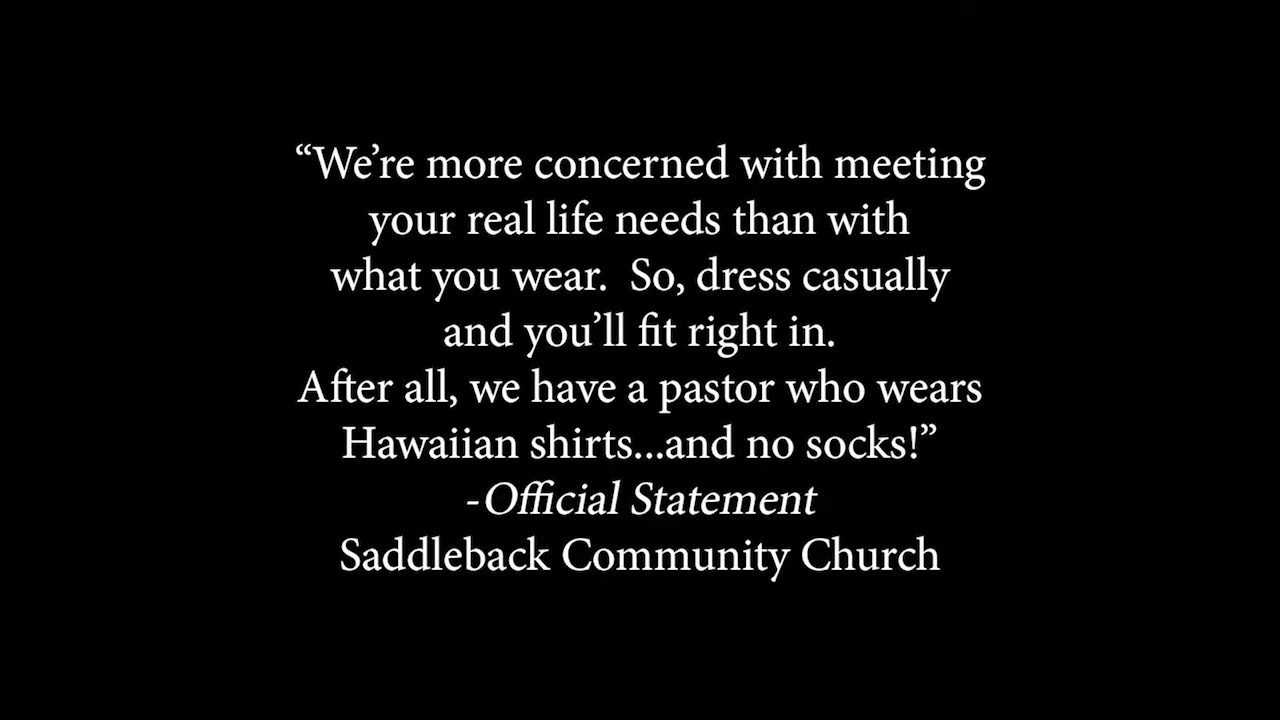 “We’re more concerned with meeting
your real life needs than with
what you wear.  So, dress casually
and you’ll fit right in.
After all, we have a pastor who wears
Hawaiian shirts...and no socks!”
-Official Statement
Saddleback Community Church